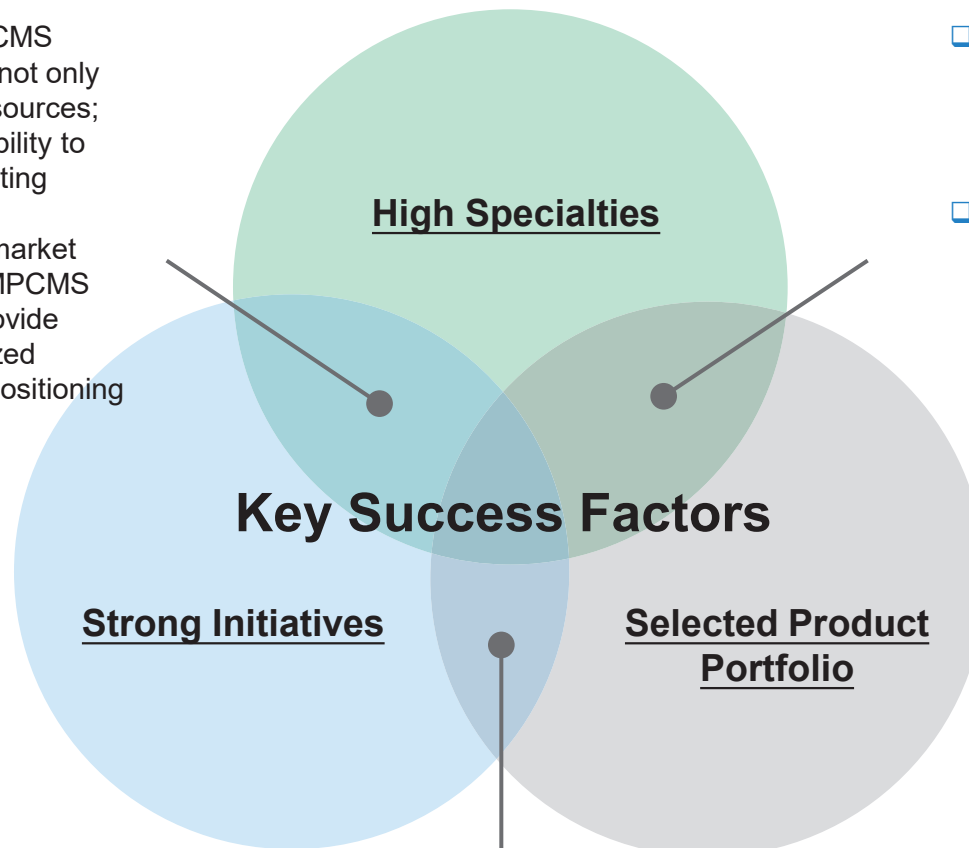 CMS
not only
sources;
bility to
ting
narket
MPCMS
ovide
zed
ositioning
High Specialties
Key Success Factors
Strong Initiatives
Selected Product
Portfolio